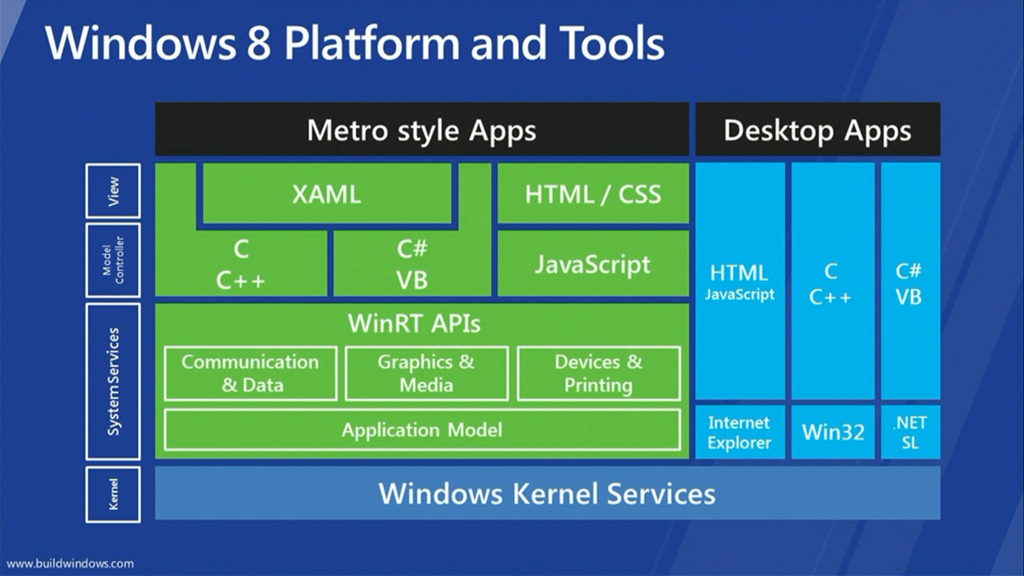 Windows 8 Platform and Tools
Metro style Apps
Desktop Apps
View
XAML
HTML / CSS
Model
Controller
C
C++
C#
VB
JavaScript
HTML
JavaScript
C
C++
C#
VB
System Services
WinRT APIs
Communication
& Data
Graphics &
Media
Devices &
Printing
Application Model
Internet
Explorer
Win32
.NET
SL
Kernel
Windows Kernel Services
www.buildwindows.com